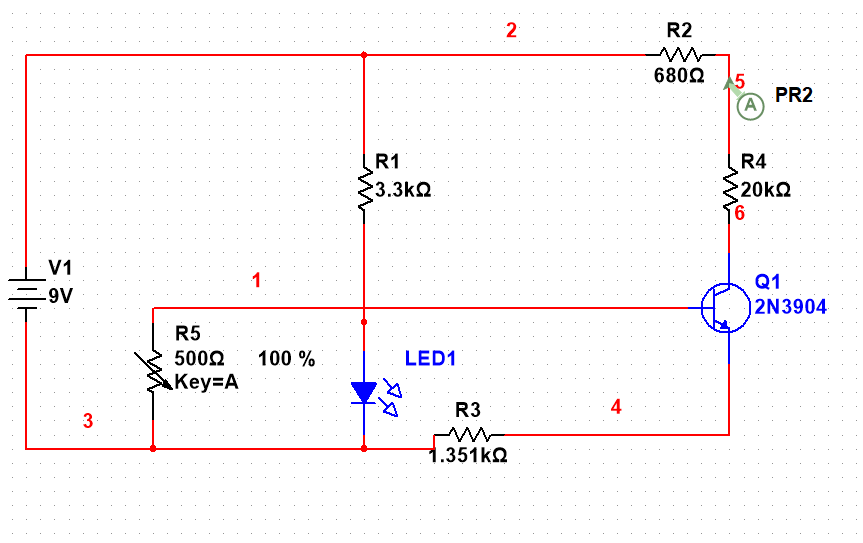 2
R2
680Ω
5
A
PR2
R1
3.3kΩ
R4
20kΩ
6
V1
9V
1
Q1
2N3904
R5
500Ω 100 %
Key=A
LED1
3
R3
1.351kΩ
4